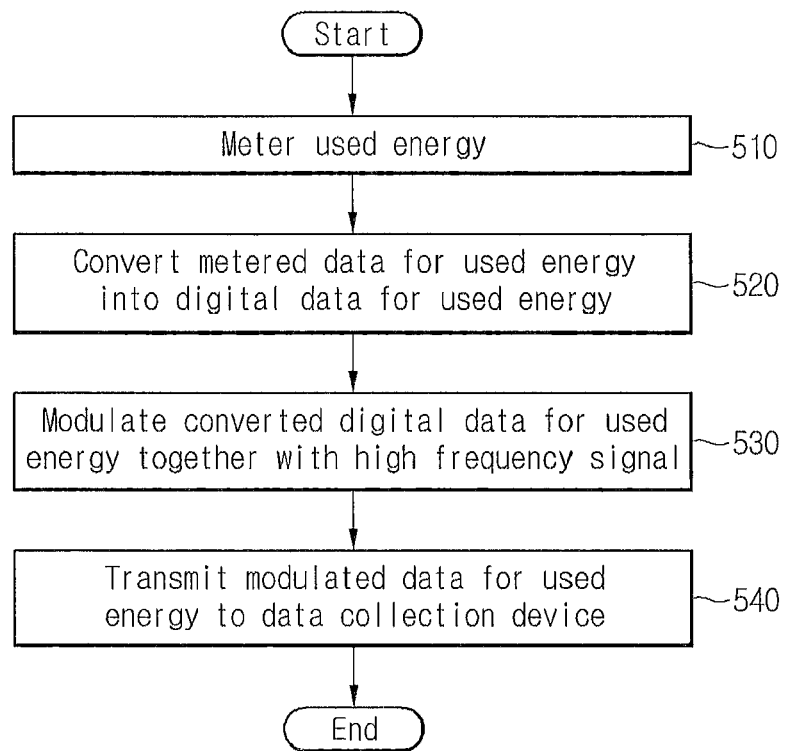 Start
Meter used energy
510
Convert metered data for used energy
into digital data for used energy
520
Modulate converted digital data for used
energy together with high frequency signal
530
Transmit modulated data for used
energy to data collection device
540
End